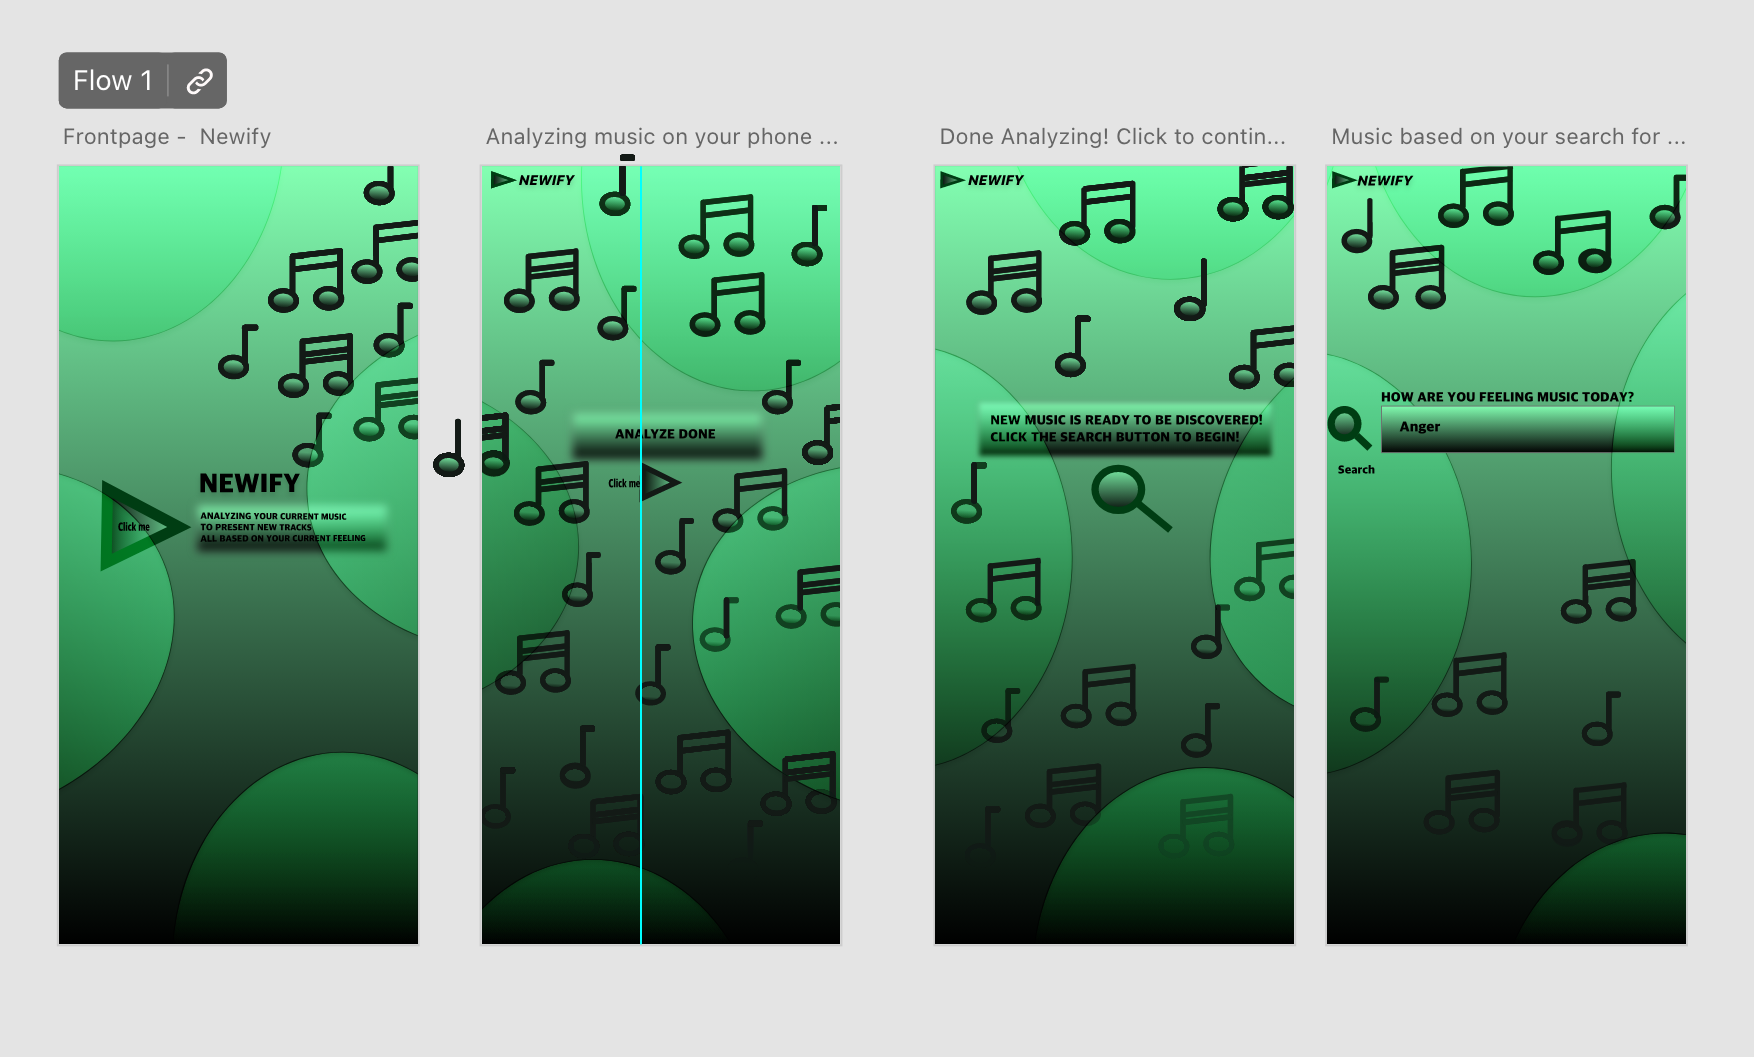 Flow 1
Frontpage - Newify
Analyzing music on your phone ...
Done Analyzing! Click to contin...
Music based on your search for ...
NEWIFY
Click me
ANALYZING YOUR CURRENT MUSIC
TO PRESENT NEW TRACKS
ALL BASED ON YOUR CURRENT FEELING
NEWIFY
ANALYZE DONE
Click me
NEWIFY
NEW MUSIC IS READY TO BE DISCOVERED!
CLICK THE SEARCH BUTTON TO BEGIN!
NEWIFY
HOW ARE YOU FEELING MUSIC TODAY?
Anger
Search